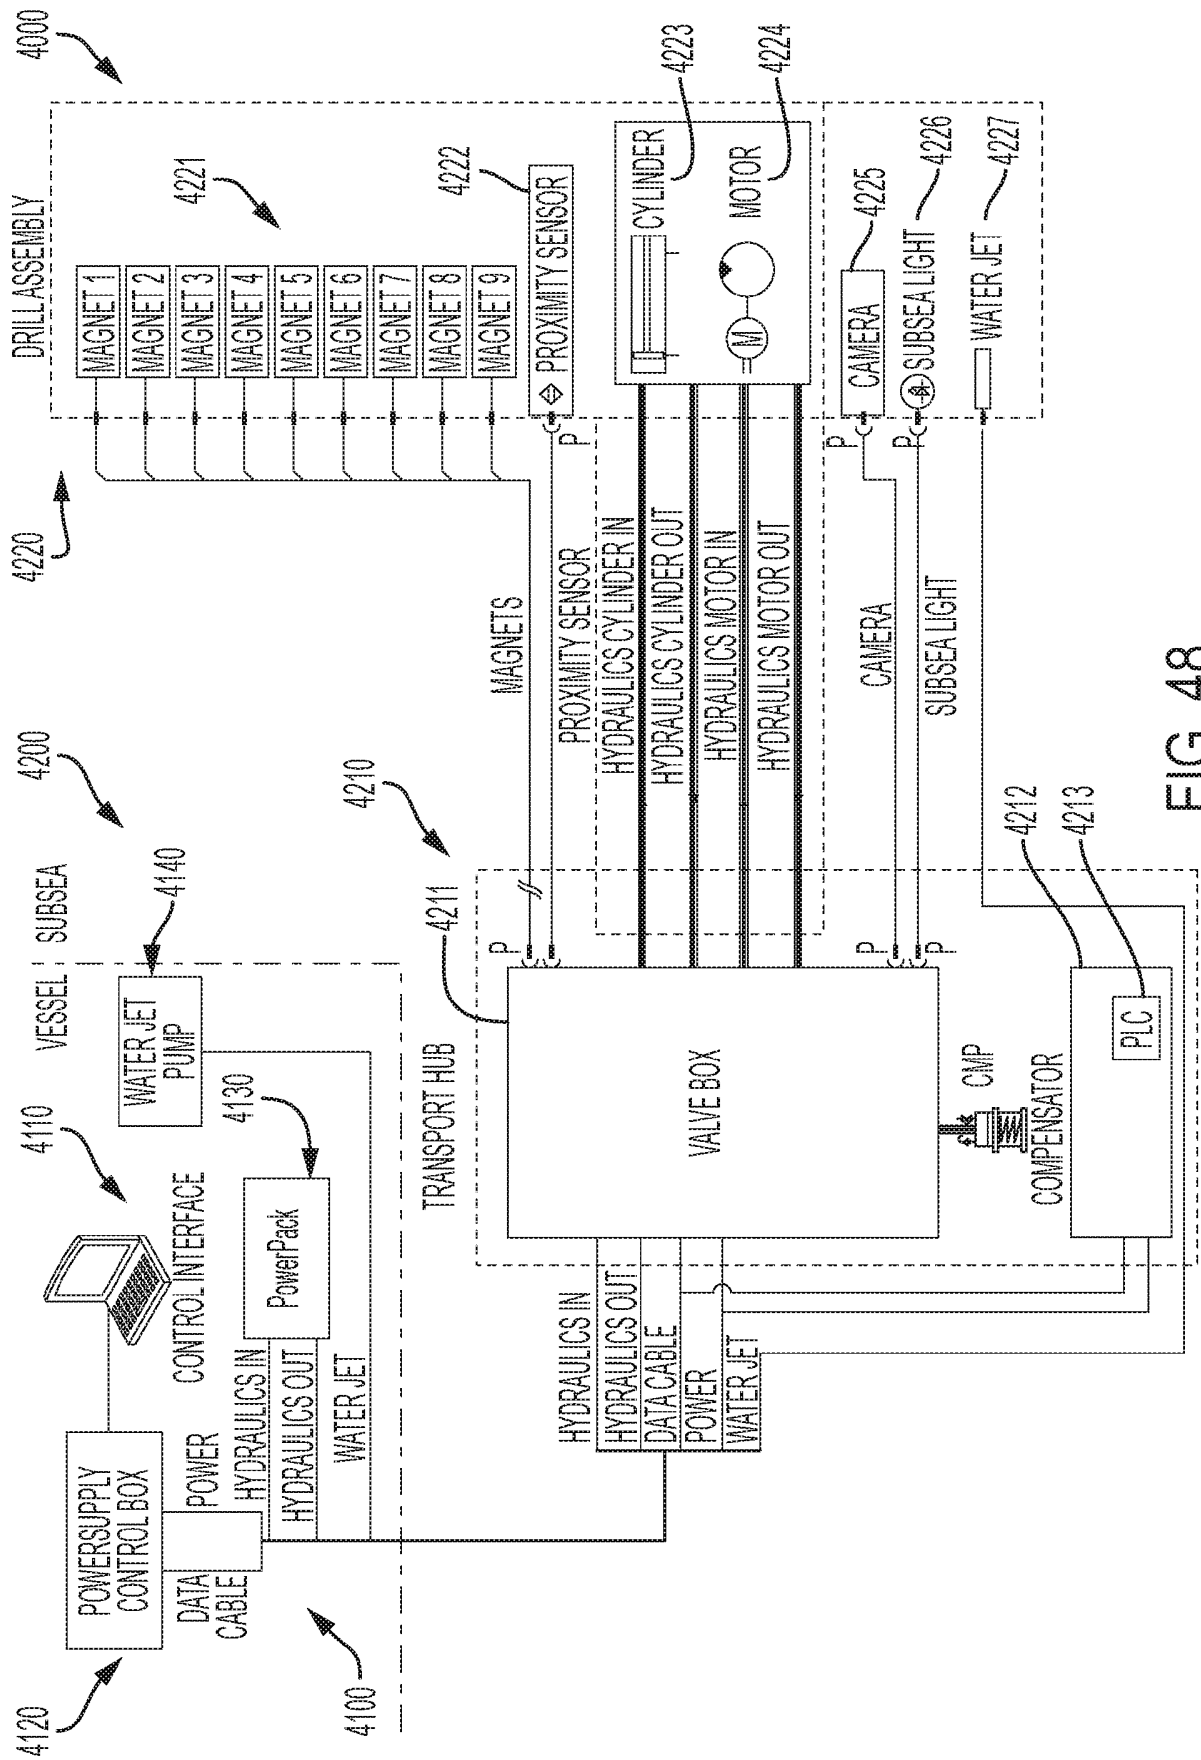 4000
DRILL ASSEMBLY
4220
4221
MAGNET 1
MAGNET 2
MAGNET 3
MAGNET 4
MAGNET 5
MAGNET 6
MAGNET 7
MAGNET 8
MAGNET 9
4222
PROXIMITY SENSOR
P
CYLINDER
4223
MOTOR
4224
M
4225
CAMERA
P
SUBSEA LIGHT
4226
P
WATER JET
4227
MAGNETS
PROXIMITY SENSOR
HYDRAULICS CYLINDER IN
HYDRAULICS CYLINDER OUT
HYDRAULICS MOTOR IN
HYDRAULICS MOTOR OUT
CAMERA
SUBSEA LIGHT
4200
VESSEL
SUBSEA
4140
WATER JET
PUMP
4110
CONTROL INTERFACE
4120
POWERSUPPLY
CONTROL BOX
DATA
CABLE
POWER
HYDRAULICS IN
HYDRAULICS OUT
WATER JET
PowerPack
4130
4100
4210
TRANSPORT HUB
4211
P
VALVE BOX
P
P
HYDRAULICS IN
HYDRAULICS OUT
DATA CABLE
POWER
WATER JET
CMP
COMPENSATOR
4212
4213
PLC
FIG. 48